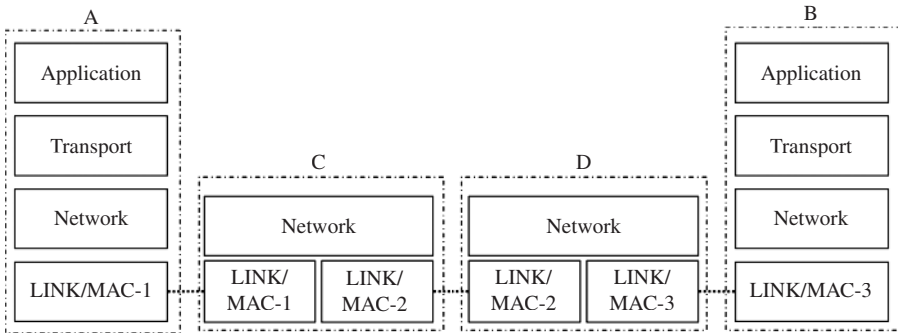 A
B
Application
Application
Transport
Transport
C
D
Network
Network
Network
Network
LINK/MAC-1
LINK/
MAC-1
LINK/
MAC-2
LINK/
MAC-2
LINK/
MAC-3
LINK/MAC-3